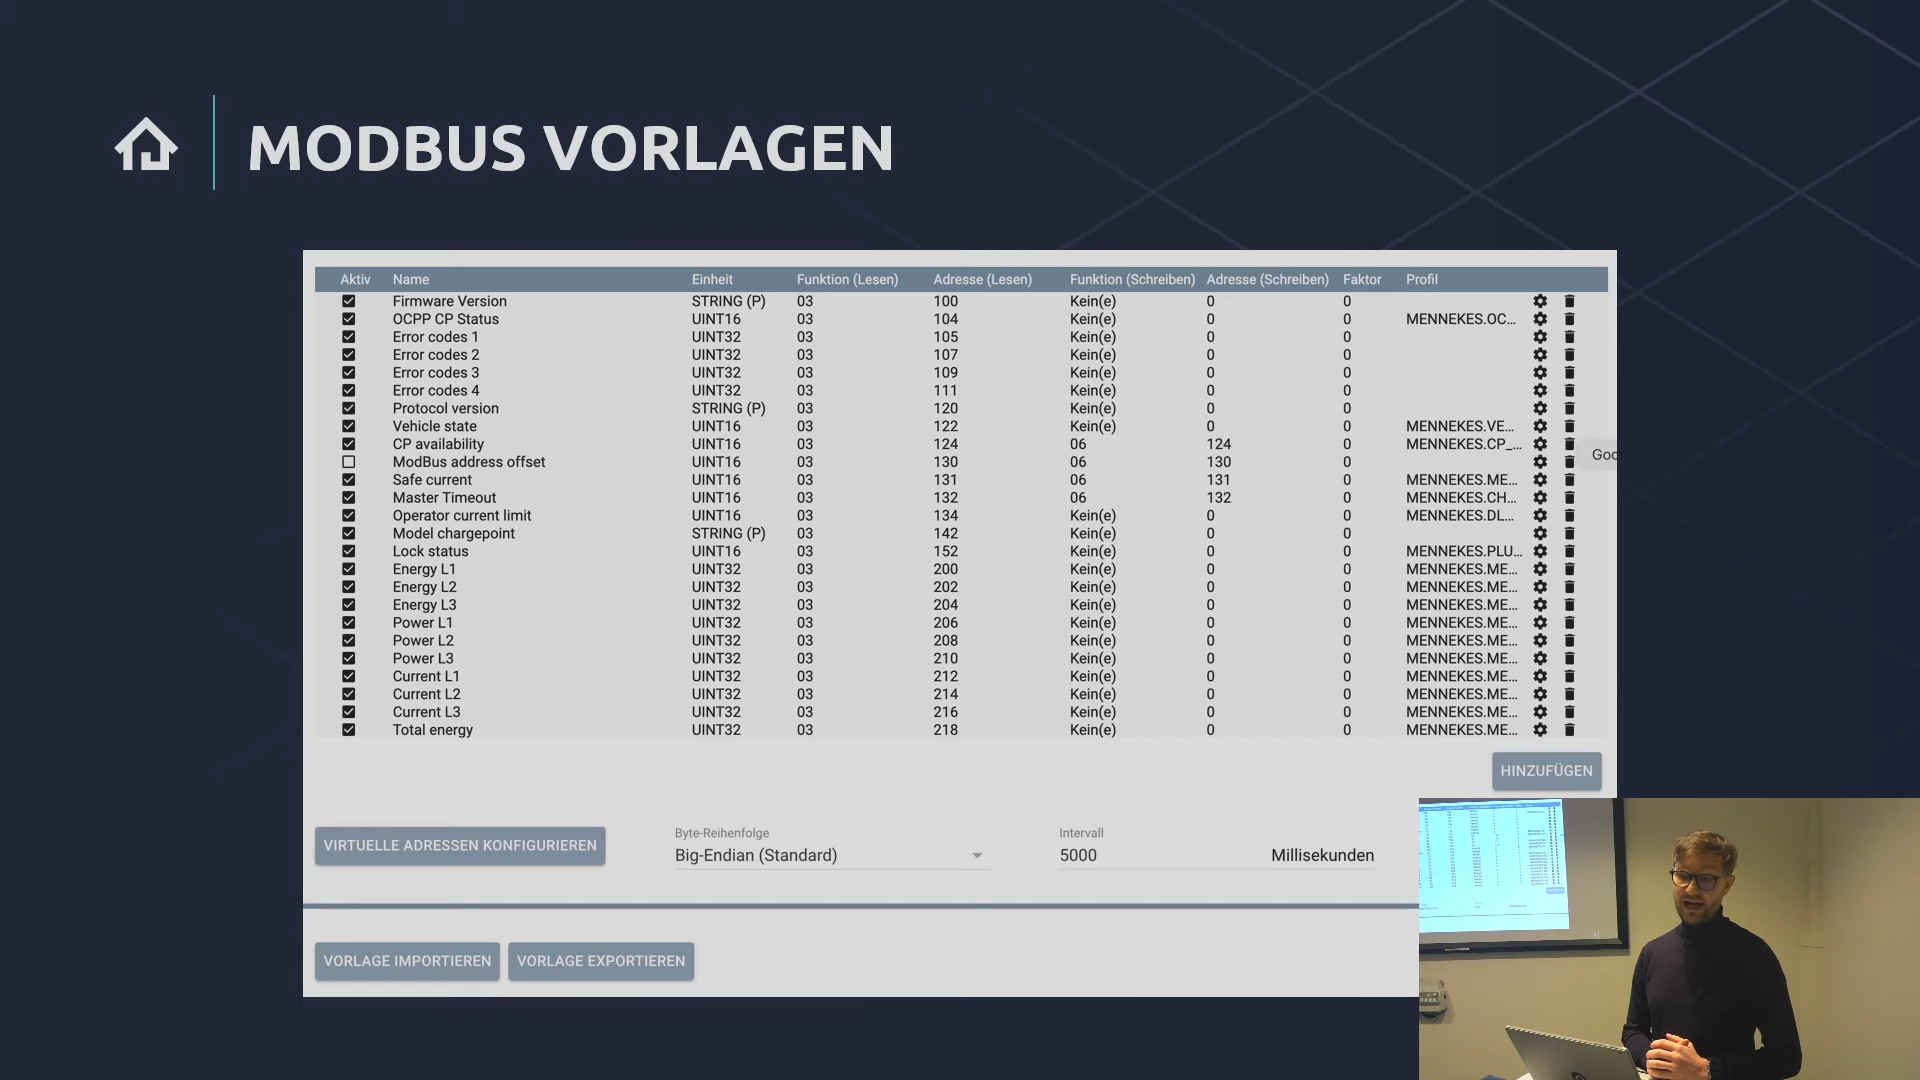 MODBUS VORLAGEN
Aktiv Name Einheit Funktion (Lesen) Adresse (Lesen) Funktion (Schreiben) Adresse (Schreiben) Faktor Profil
Firmware Version STRING (P) 03 100 Kein(e) 0 0
OCPP CP Status UINT16 03 104 Kein(e) 0 0 MENNEKES.OC...
Error codes 1 UINT32 03 105 Kein(e) 0 0
Error codes 2 UINT32 03 107 Kein(e) 0 0
Error codes 3 UINT32 03 109 Kein(e) 0 0
Error codes 4 UINT32 03 111 Kein(e) 0 0
Protocol version STRING (P) 03 120 Kein(e) 0 0
Vehicle state UINT16 03 122 Kein(e) 0 0 MENNEKES.VE...
CP availability UINT16 03 124 06 124 0 MENNEKES.CP_...
ModBus address offset UINT16 03 130 06 130 0 Goo
Safe current UINT16 03 131 06 131 0 MENNEKES.ME...
Master Timeout UINT16 03 132 06 132 0 MENNEKES.CH...
Operator current limit UINT16 03 134 Kein(e) 0 0 MENNEKES.DL...
Model chargepoint STRING (P) 03 142 Kein(e) 0 0
Lock status UINT16 03 152 Kein(e) 0 0 MENNEKES.PLU...
Energy L1 UINT32 03 200 Kein(e) 0 0 MENNEKES.ME...
Energy L2 UINT32 03 202 Kein(e) 0 0 MENNEKES.ME...
Energy L3 UINT32 03 204 Kein(e) 0 0 MENNEKES.ME...
Power L1 UINT32 03 206 Kein(e) 0 0 MENNEKES.ME...
Power L2 UINT32 03 208 Kein(e) 0 0 MENNEKES.ME...
Power L3 UINT32 03 210 Kein(e) 0 0 MENNEKES.ME...
Current L1 UINT32 03 212 Kein(e) 0 0 MENNEKES.ME...
Current L2 UINT32 03 214 Kein(e) 0 0 MENNEKES.ME...
Current L3 UINT32 03 216 Kein(e) 0 0 MENNEKES.ME...
Total energy UINT32 03 218 Kein(e) 0 0 MENNEKES.ME...
HINZUFÜGEN
VIRTUELLE ADRESSEN KONFIGURIEREN
Byte-Reihenfolge
Big-Endian (Standard)
Intervall
5000 Millisekunden
VORLAGE IMPORTIEREN
VORLAGE EXPORTIEREN